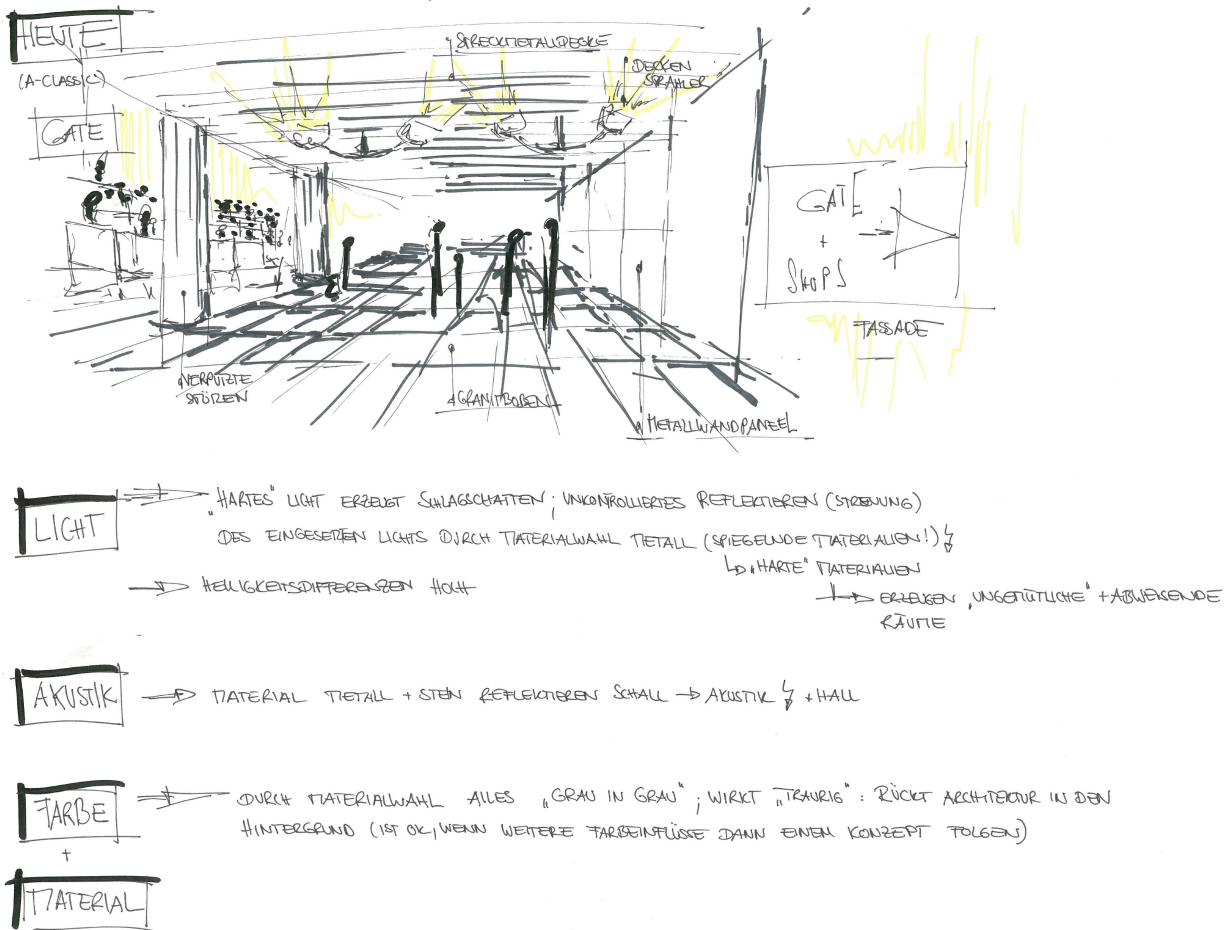 HEUTE
(A-CLASSIC)
GATE
STRECKMETALLDECKE
DECKEN
STRAHLER
GATE
+
SHOPS
FASSADE
VERPUTZTE
STÜREN
GRANITBODEN
METALLWANDPANEEL
LICHT
"HARTES" LICHT ERZEUGT SCHLAGSCHATTEN; UNKONTROLLIERTES REFLEKTIEREN (STREUUNG)
DES EINGESETZTEN LICHTS DURCH MATERIALWAHL METALL (SPIEGELNDE MATERIALIEN!)
"HARTE" MATERIALIEN
ERZEUGEN "UNGEMÜTLICHE" + ABWEISENDE
RÄUME
HELLIGKEITSDIFFERENZEN HOCH
AKUSTIK
MATERIAL METALL + STEIN REFLEKTIEREN SCHALL → AKUSTIK + HALL
FARBE
DURCH MATERIALWAHL ALLES "GRAU IN GRAU"; WIRKT "TRAURIG": RÜCKT ARCHITEKTUR IN DEN
HINTERGRUND (IST OK, WENN WEITERE FARBEINFLÜSSE DANN EINEM KONZEPT FOLGEN)
+
MATERIAL